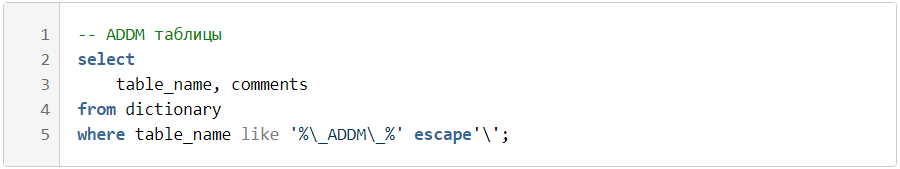 1 -- ADDM таблицы
2 select
3     table_name, comments
4 from dictionary
5 where table_name like '%\_ADDM\_%' escape'\';